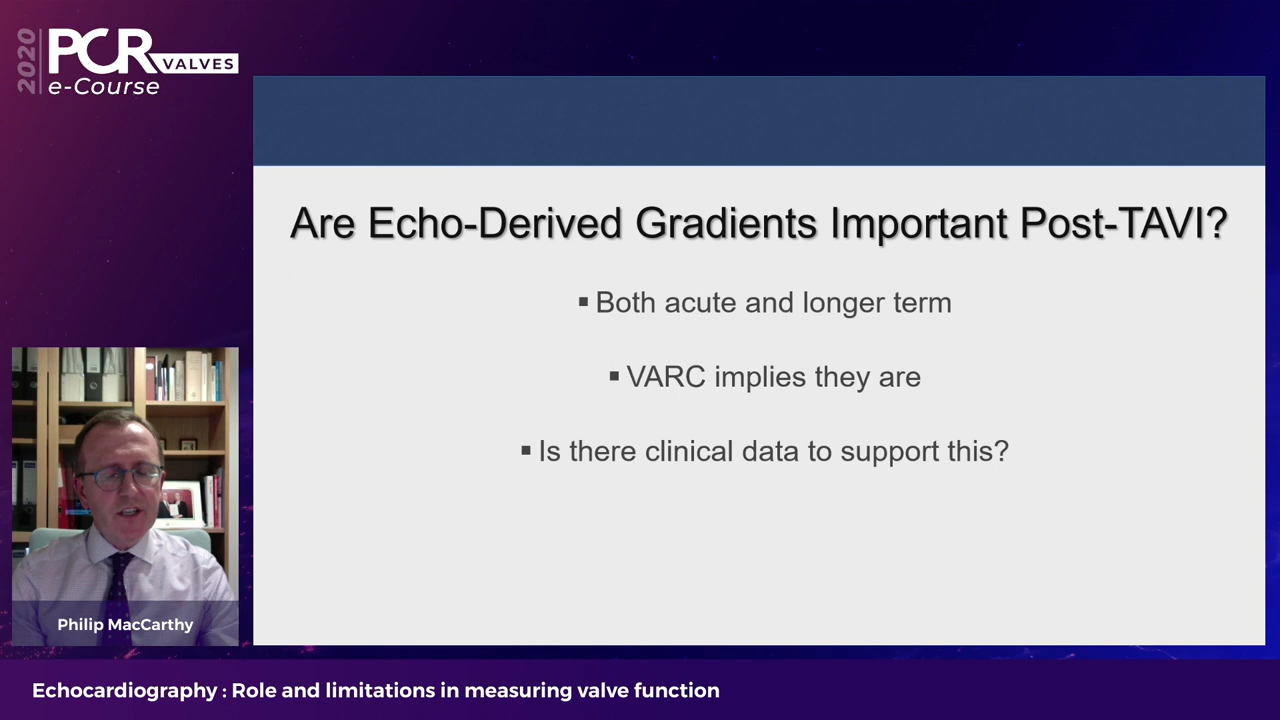 2020
PCR
VALVES
e-Course
Are Echo-Derived Gradients Important Post-TAVI?
▪ Both acute and longer term
▪ VARC implies they are
▪ Is there clinical data to support this?
Philip MacCarthy
Echocardiography : Role and limitations in measuring valve function